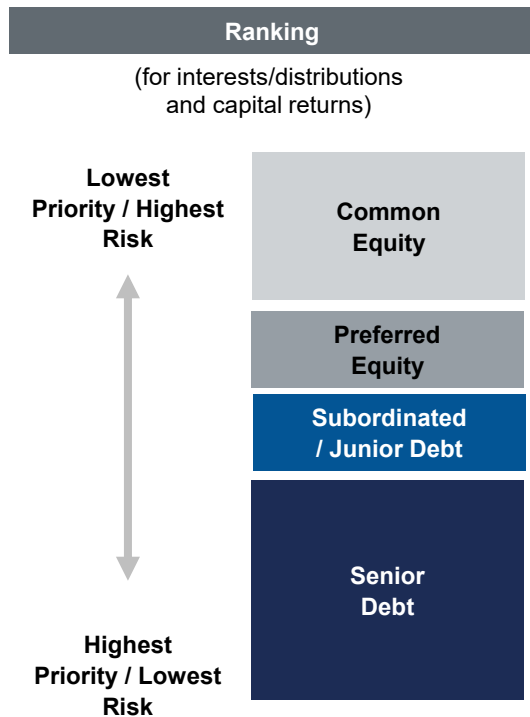 Ranking
(for interests/distributions
and capital returns)
Lowest
Priority / Highest
Risk
Common
Equity
Preferred
Equity
Subordinated
/ Junior Debt
Senior
Debt
Highest
Priority / Lowest
Risk